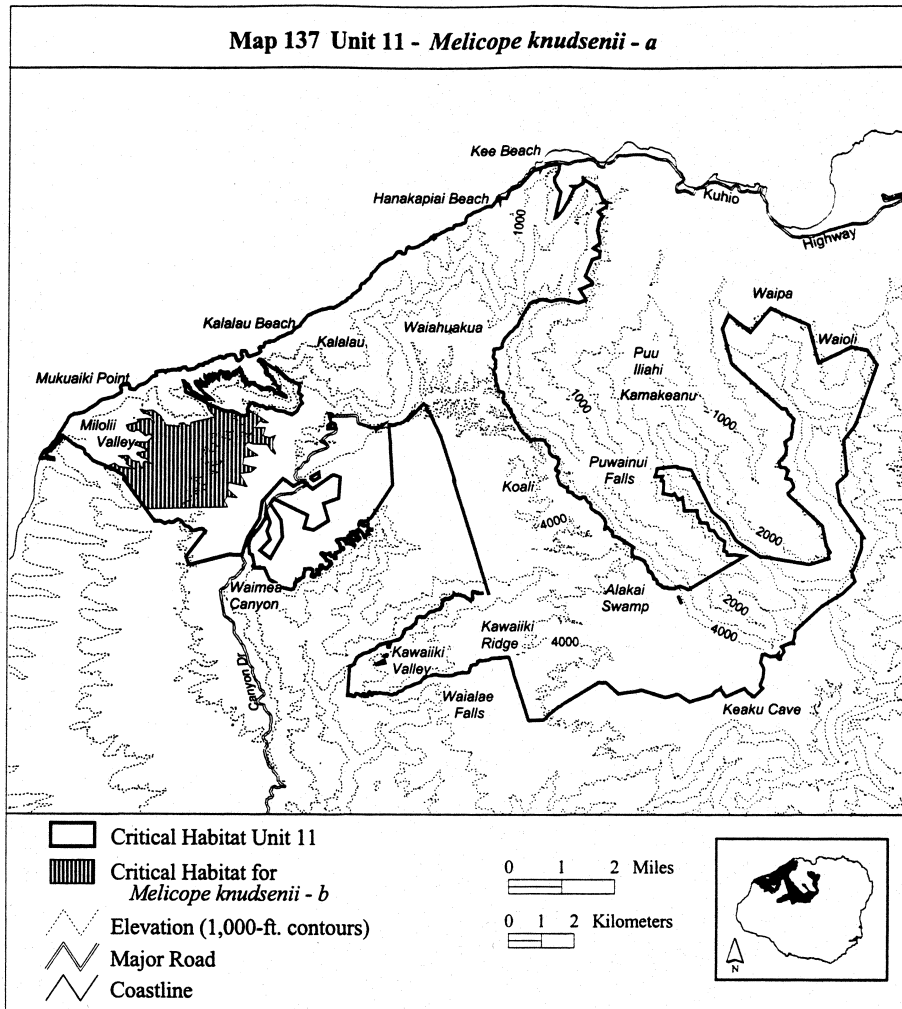 Map 137 Unit 11 - Melicope knudsenii - a
Kee Beach
Hanakapiai Beach
Kuhio
Highway
1000
Waipa
Kalalau Beach
Waiahuakua
Kalalau
Waioli
Puu
Iliahi
Mukuaiki Point
Kamakeanu
1000
1000
Milolii
Valley
Puwainui
Falls
Koali
4000
2000
Waimea
Canyon
Alakai
Swamp
2000
Kawaiiki
Ridge
4000
4000
Kawaiiki
Valley
Canyon Dr
Waialae
Falls
Keaku Cave
Critical Habitat Unit 11
Critical Habitat for
Melicope knudsenii - b
Elevation (1,000-ft. contours)
Major Road
Coastline
0 1 2 Miles
0 1 2 Kilometers
N